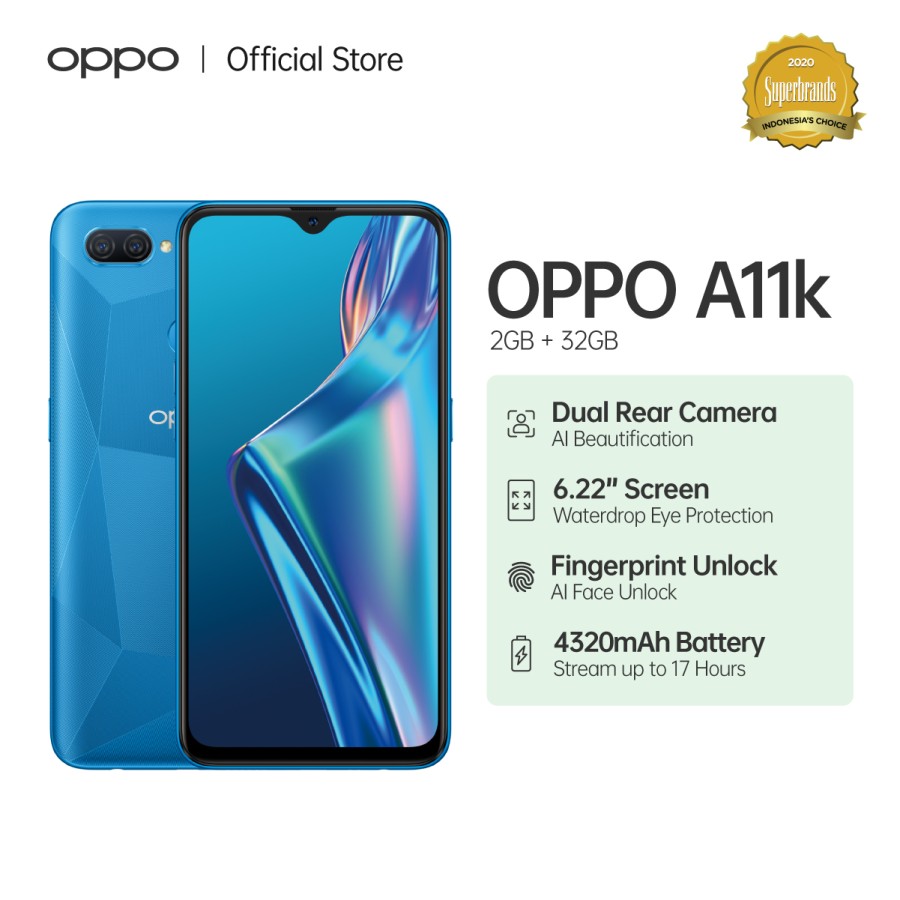 oppo | Official Store
2020
Superbrands
INDONESIA'S CHOICE
op
OPPO A11k
2GB + 32GB
Dual Rear Camera
AI Beautification
6.22" Screen
Waterdrop Eye Protection
Fingerprint Unlock
AI Face Unlock
4320mAh Battery
Stream up to 17 Hours